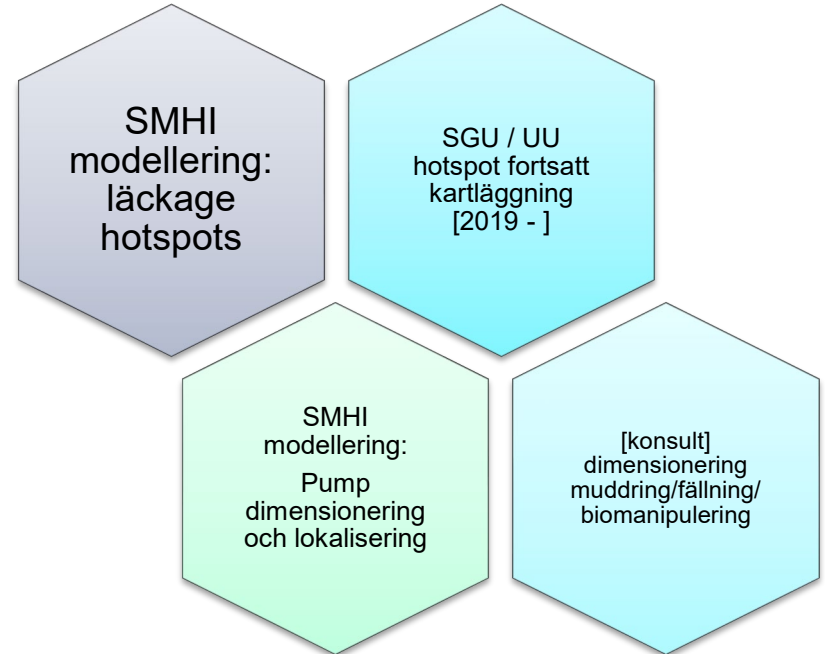 SMHI
modellering:
läckage
hotspots
SGU / UU
hotspot fortsatt
kartläggning
[2019 - ]
SMHI
modellering:
Pump
dimensionering
och lokalisering
[konsult]
dimensionering
muddring/fällning/
biomanipulering